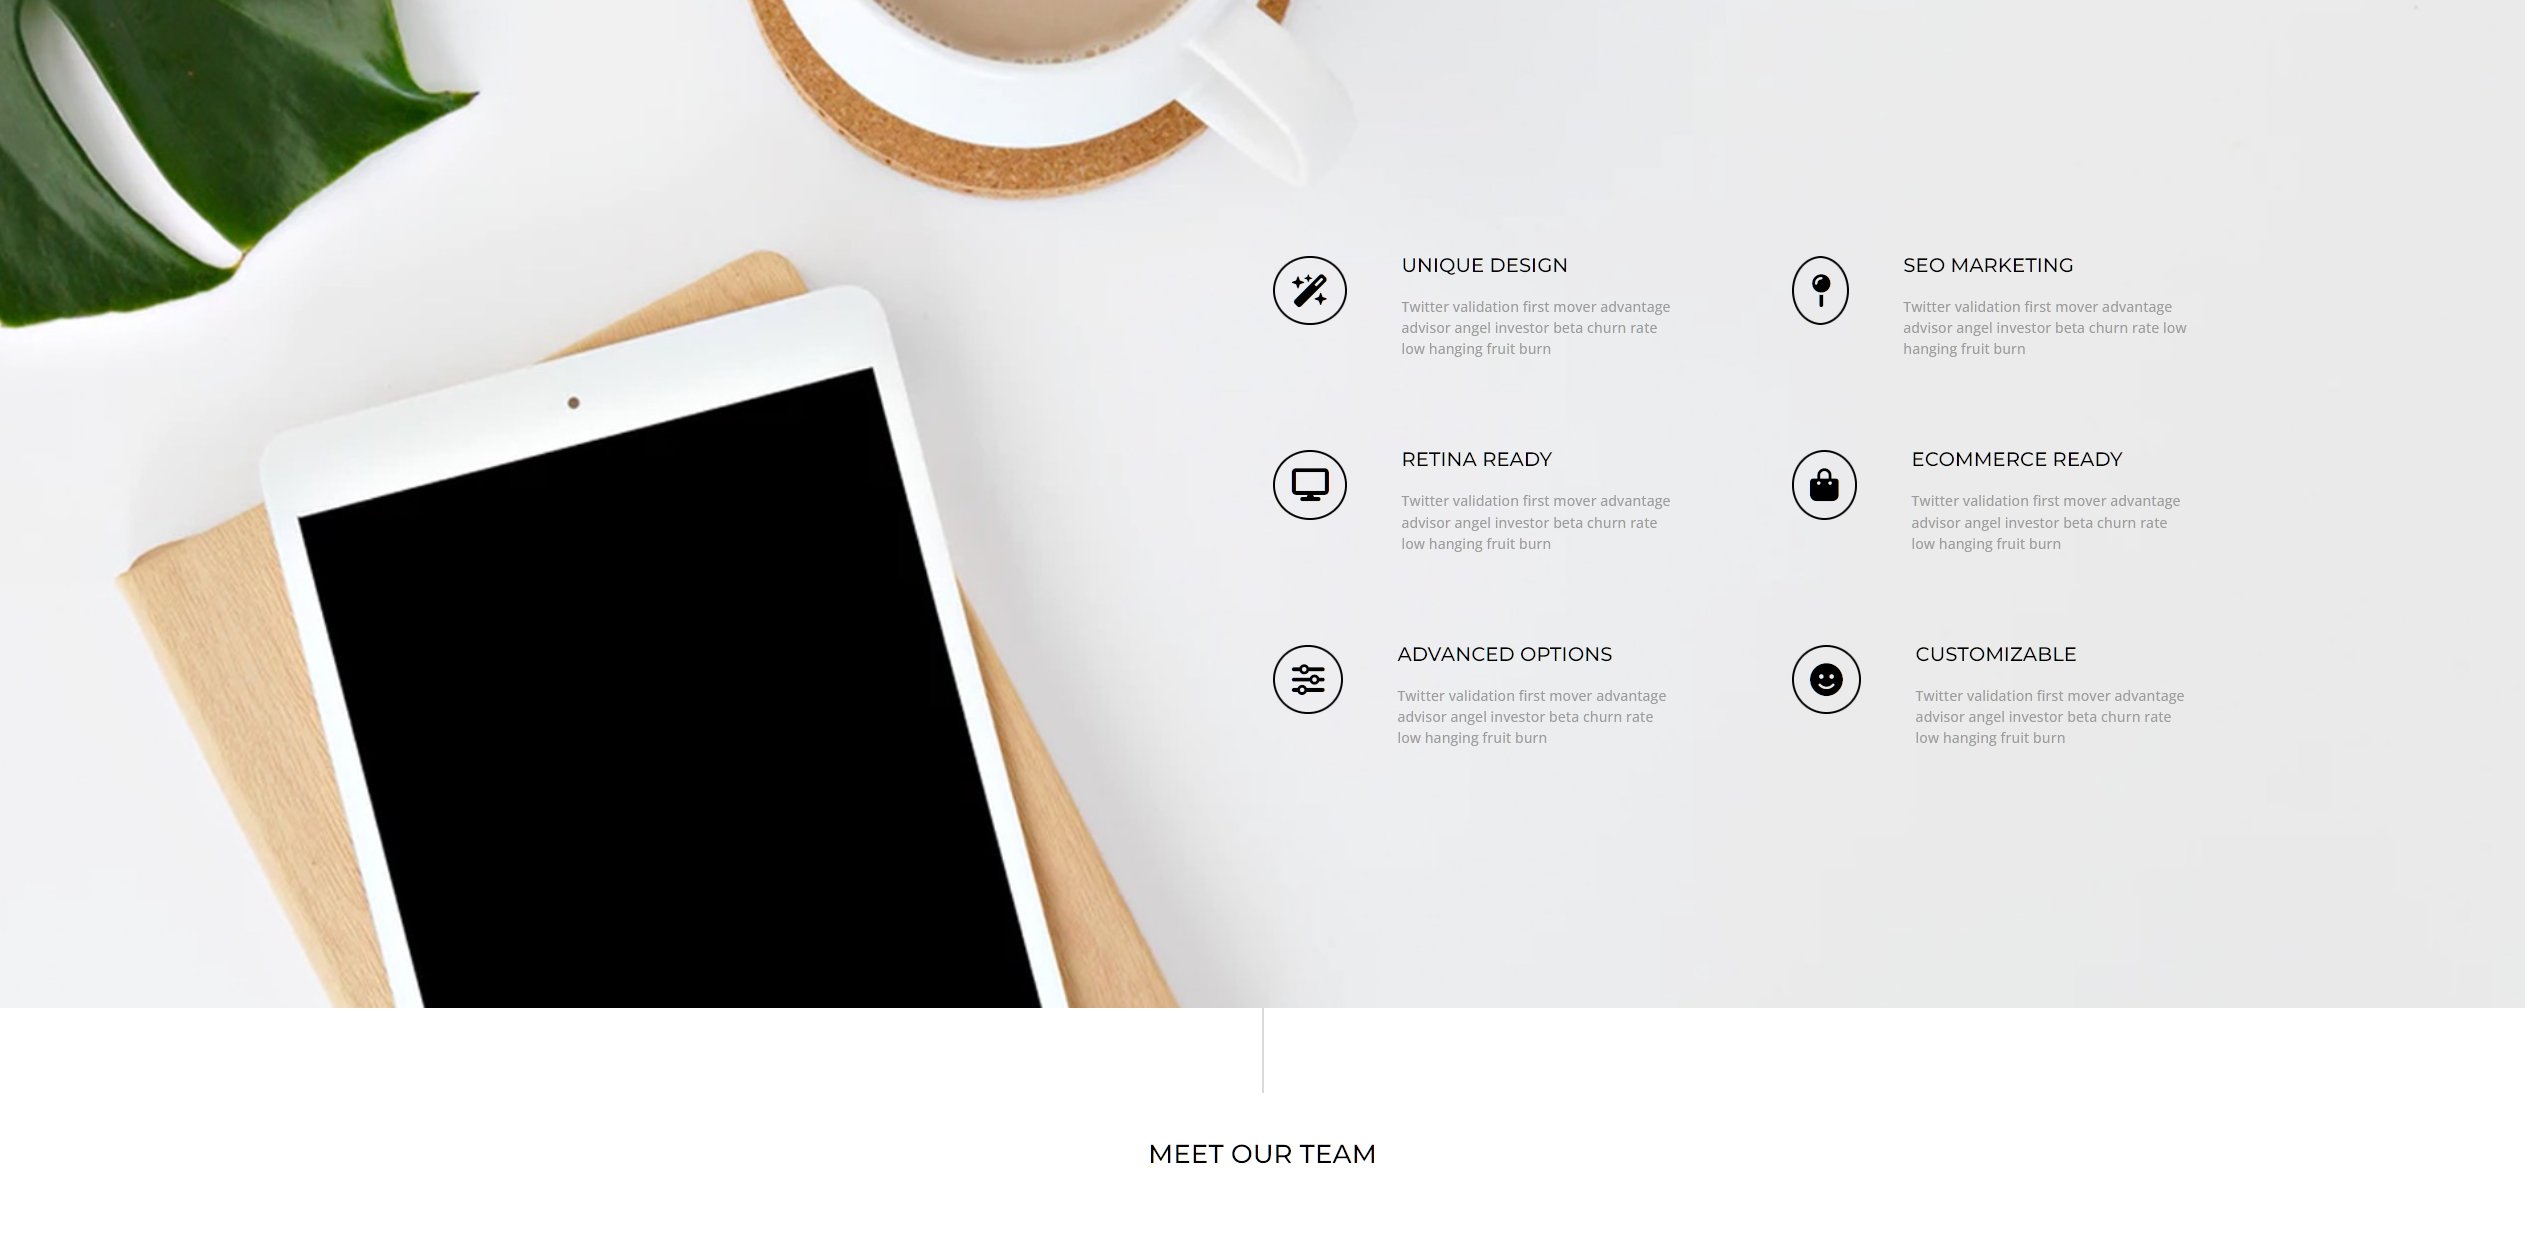 UNIQUE DESIGN
Twitter validation first mover advantage
advisor angel investor beta churn rate
low hanging fruit burn
SEO MARKETING
Twitter validation first mover advantage
advisor angel investor beta churn rate low
hanging fruit burn
RETINA READY
Twitter validation first mover advantage
advisor angel investor beta churn rate
low hanging fruit burn
ECOMMERCE READY
Twitter validation first mover advantage
advisor angel investor beta churn rate
low hanging fruit burn
ADVANCED OPTIONS
Twitter validation first mover advantage
advisor angel investor beta churn rate
low hanging fruit burn
CUSTOMIZABLE
Twitter validation first mover advantage
advisor angel investor beta churn rate
low hanging fruit burn
MEET OUR TEAM